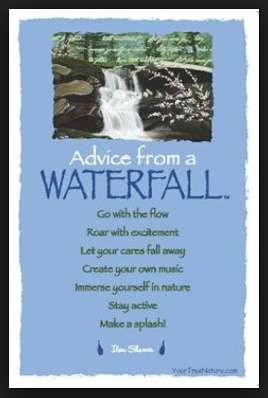 Advice from a
WATERFALL
Go with the flow
Roar with excitement
Let your cares fall away
Create your own music
Immerse yourself in nature
Stay active
Make a splash!
Ilan Shamir
YourTrueNature.com